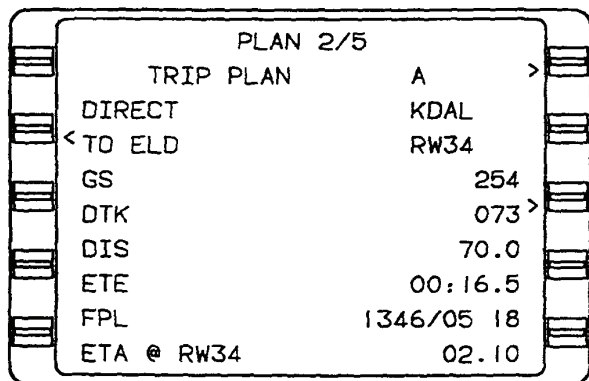 PLAN 2/5
TRIP PLAN A >
DIRECT KDAL
< TO ELD RW34
GS 254
DTK 073 >
DIS 70.0
ETE 00:16.5
FPL 1346/05 18
ETA @ RW34 02.10